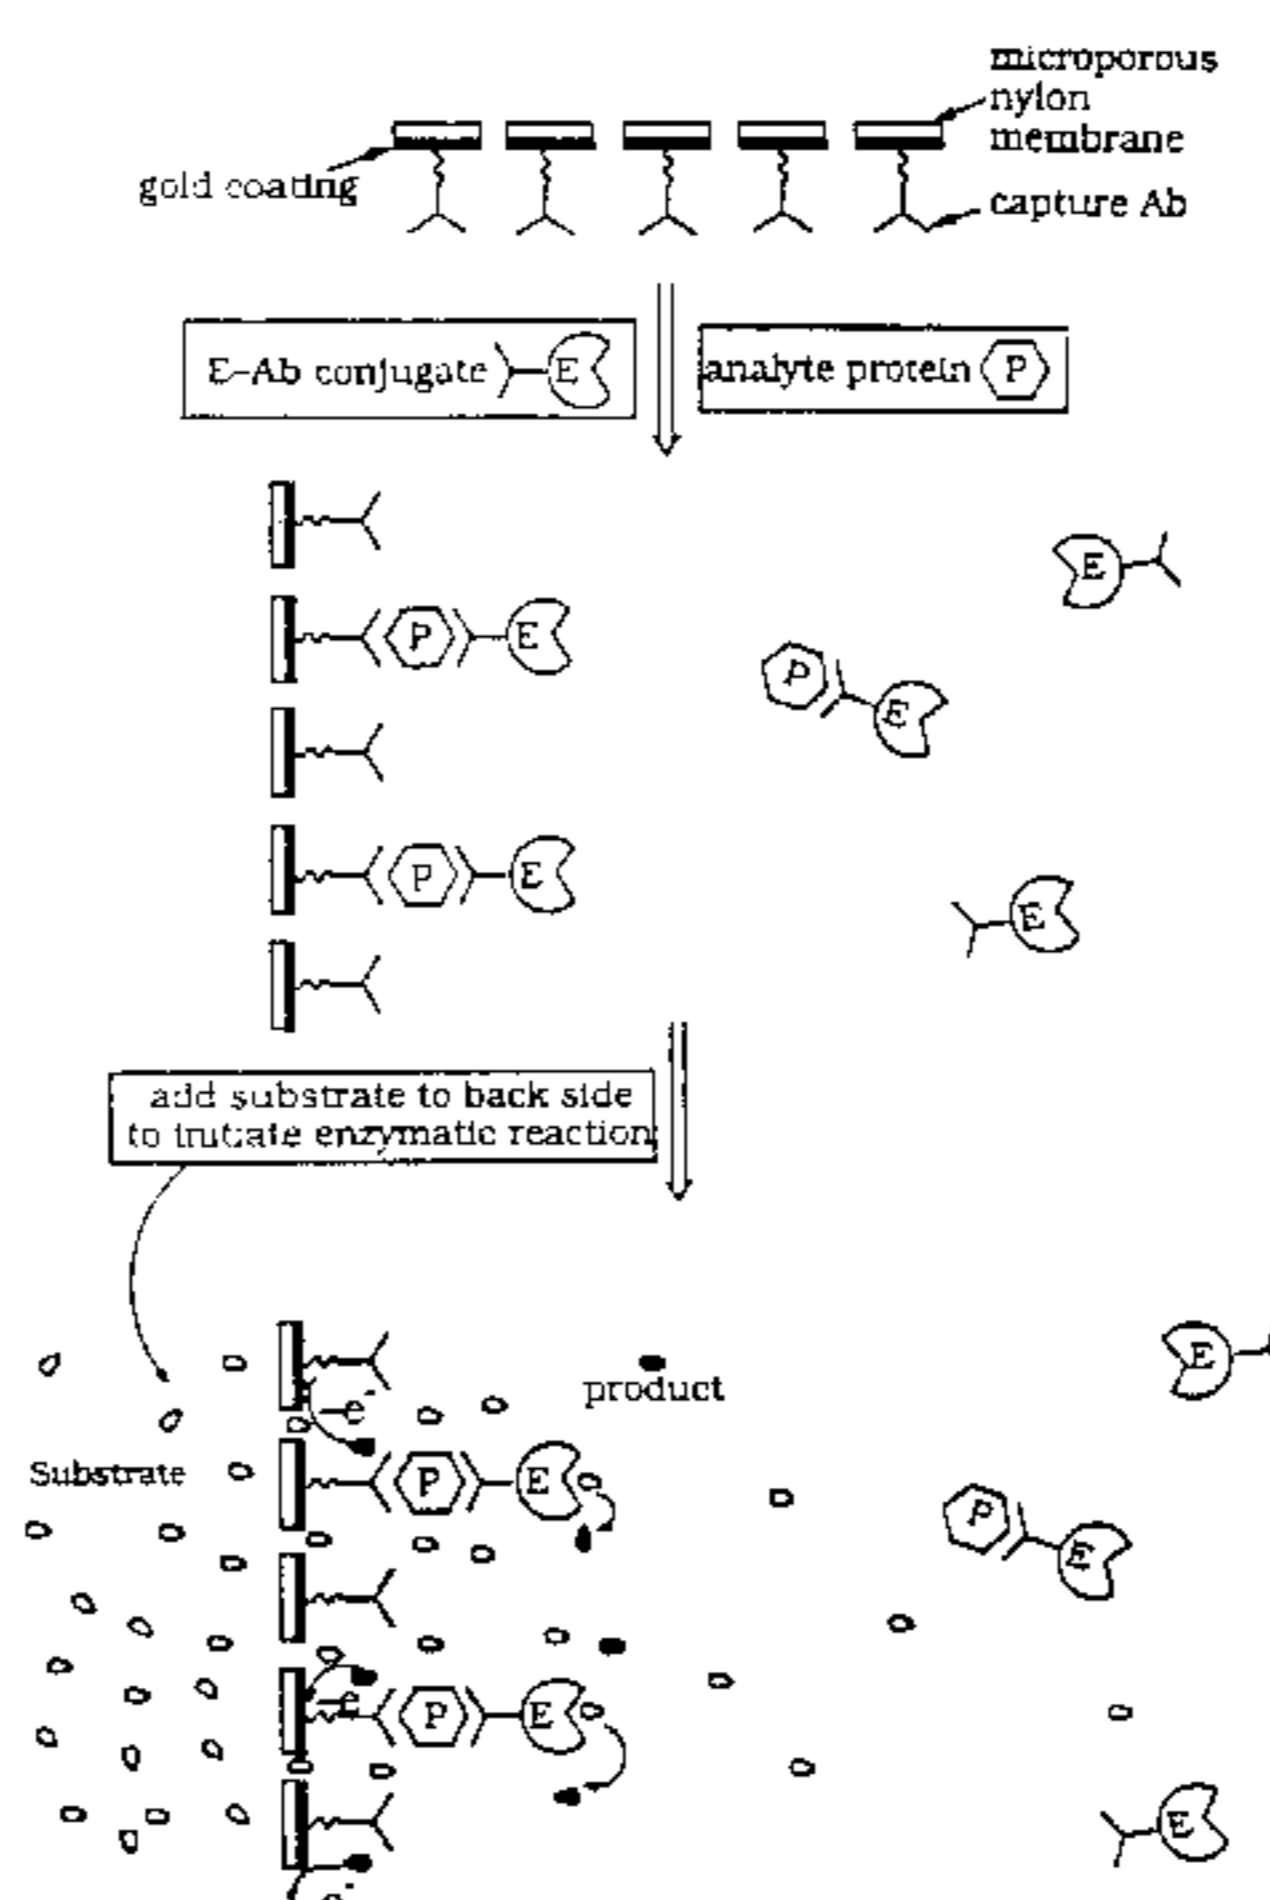 microporous
nylon
membrane
gold coating
capture Ab
E-Ab conjugate E
analyte protein P
E
P E
P E
P E
E
add substrate to back side
to initiate enzymatic reaction
E
product
e-
Substrate
P E
P E
e-
P E
E
e-